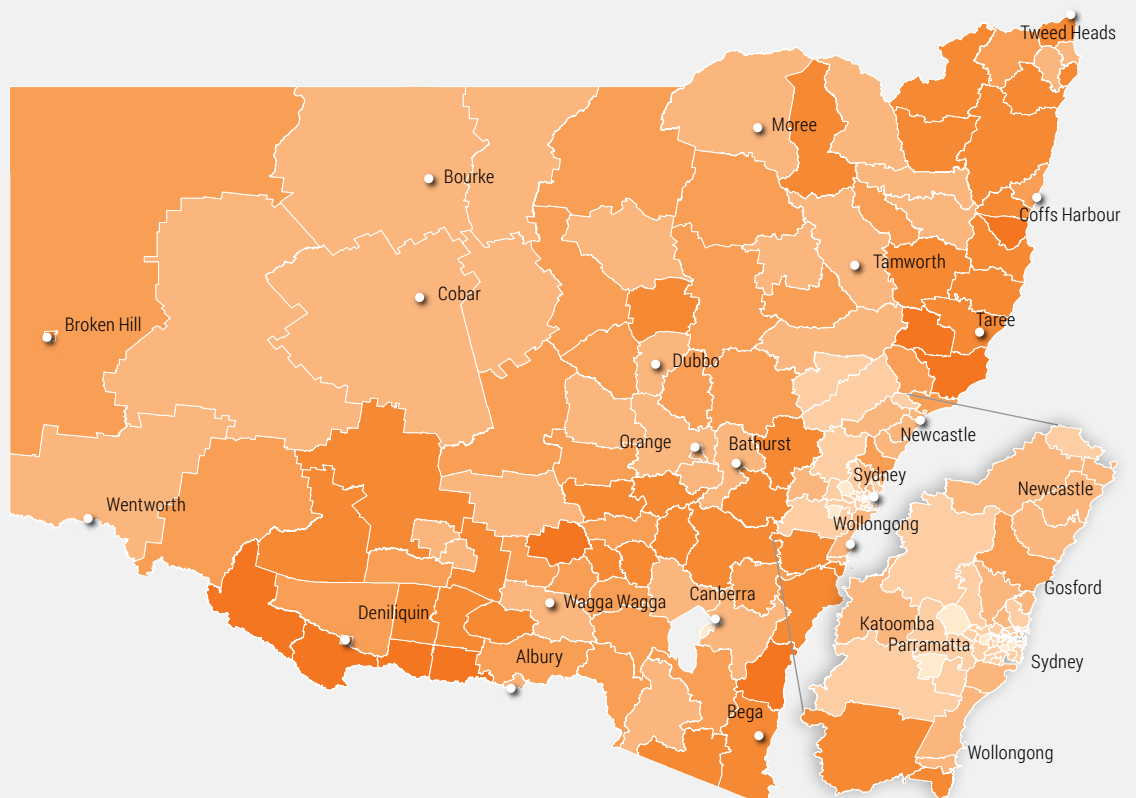 Tweed Heads
Moree
Bourke
Coffs Harbour
Tamworth
Cobar
Broken Hill
Taree
Dubbo
Orange
Bathurst
Newcastle
Sydney
Newcastle
Wentworth
Wollongong
Gosford
Canberra
Wagga Wagga
Deniliquin
Katoomba
Parramatta
Albury
Sydney
Bega
Wollongong